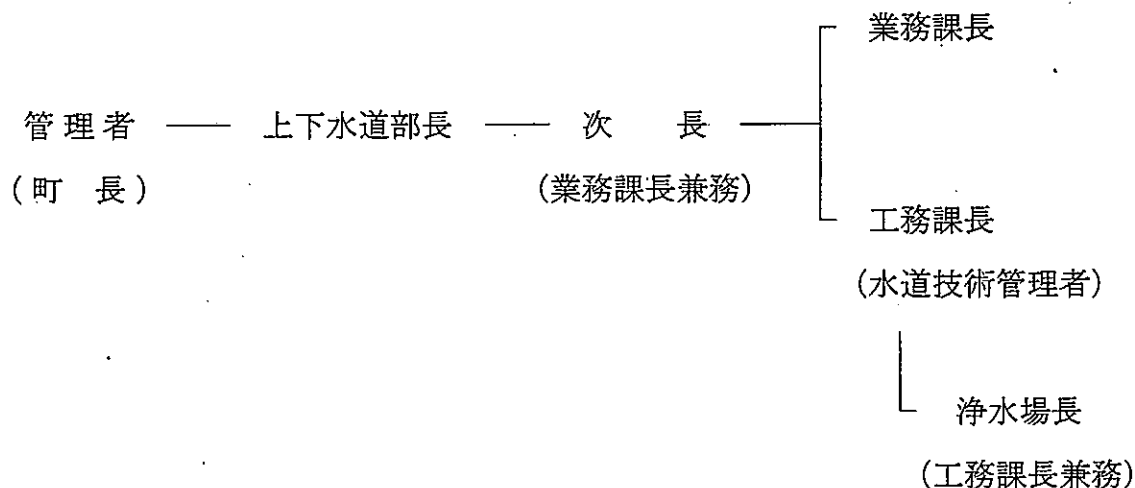 業務課長
管理者 上下水道部長 次 長
(町 長) (業務課長兼務)
工務課長
(水道技術管理者)
浄水場長
(工務課長兼務)